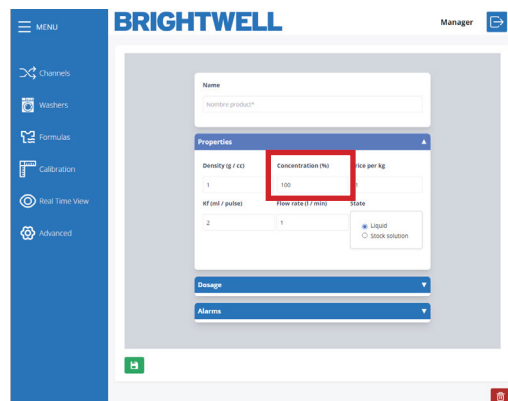 MENU
BRIGHTWELL
Manager
Channels
Washers
Formulas
Calibration
Real Time View
Advanced
Name
Nombre product*
Properties
Density (g / cc)
Concentration (%)
rice per kg
1
100
Kf (ml / pulse)
Flow rate (l / min)
State
2
1
Liquid
Stock solution
Dosage
Alarms